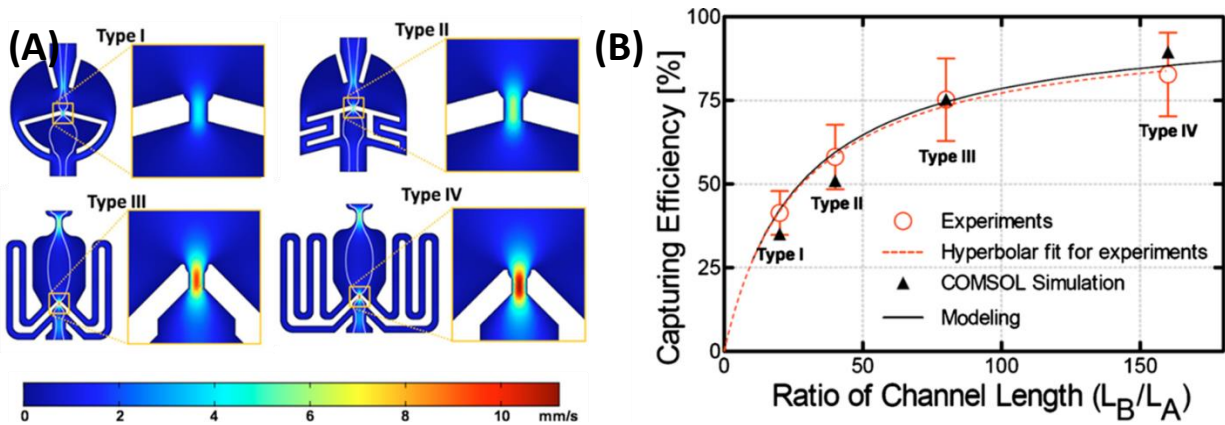 (A)
Type I
Type II
Type III
Type IV
0 2 4 6 8 10 mm/s
(B)
Capturing Efficiency [%]
100
75
50
25
0
Type I
Type II
Type III
Type IV
Experiments
Hyperbolar fit for experiments
COMSOL Simulation
Modeling
0 50 100 150
Ratio of Channel Length (L_B/L_A)